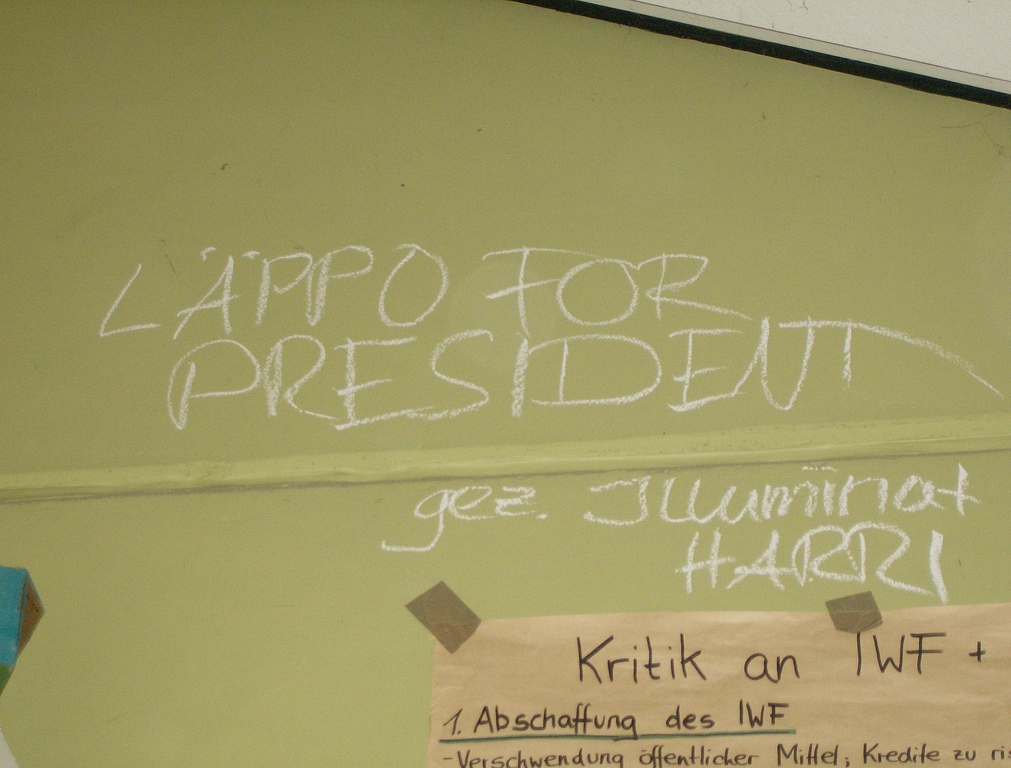 LÄPPO FOR
PRESIDENT
gez. Illuminat
HARRI
Kritik an IWF +
1. Abschaffung des IWF
-Verschwendung öffentlicher Mittel; Kredite zu